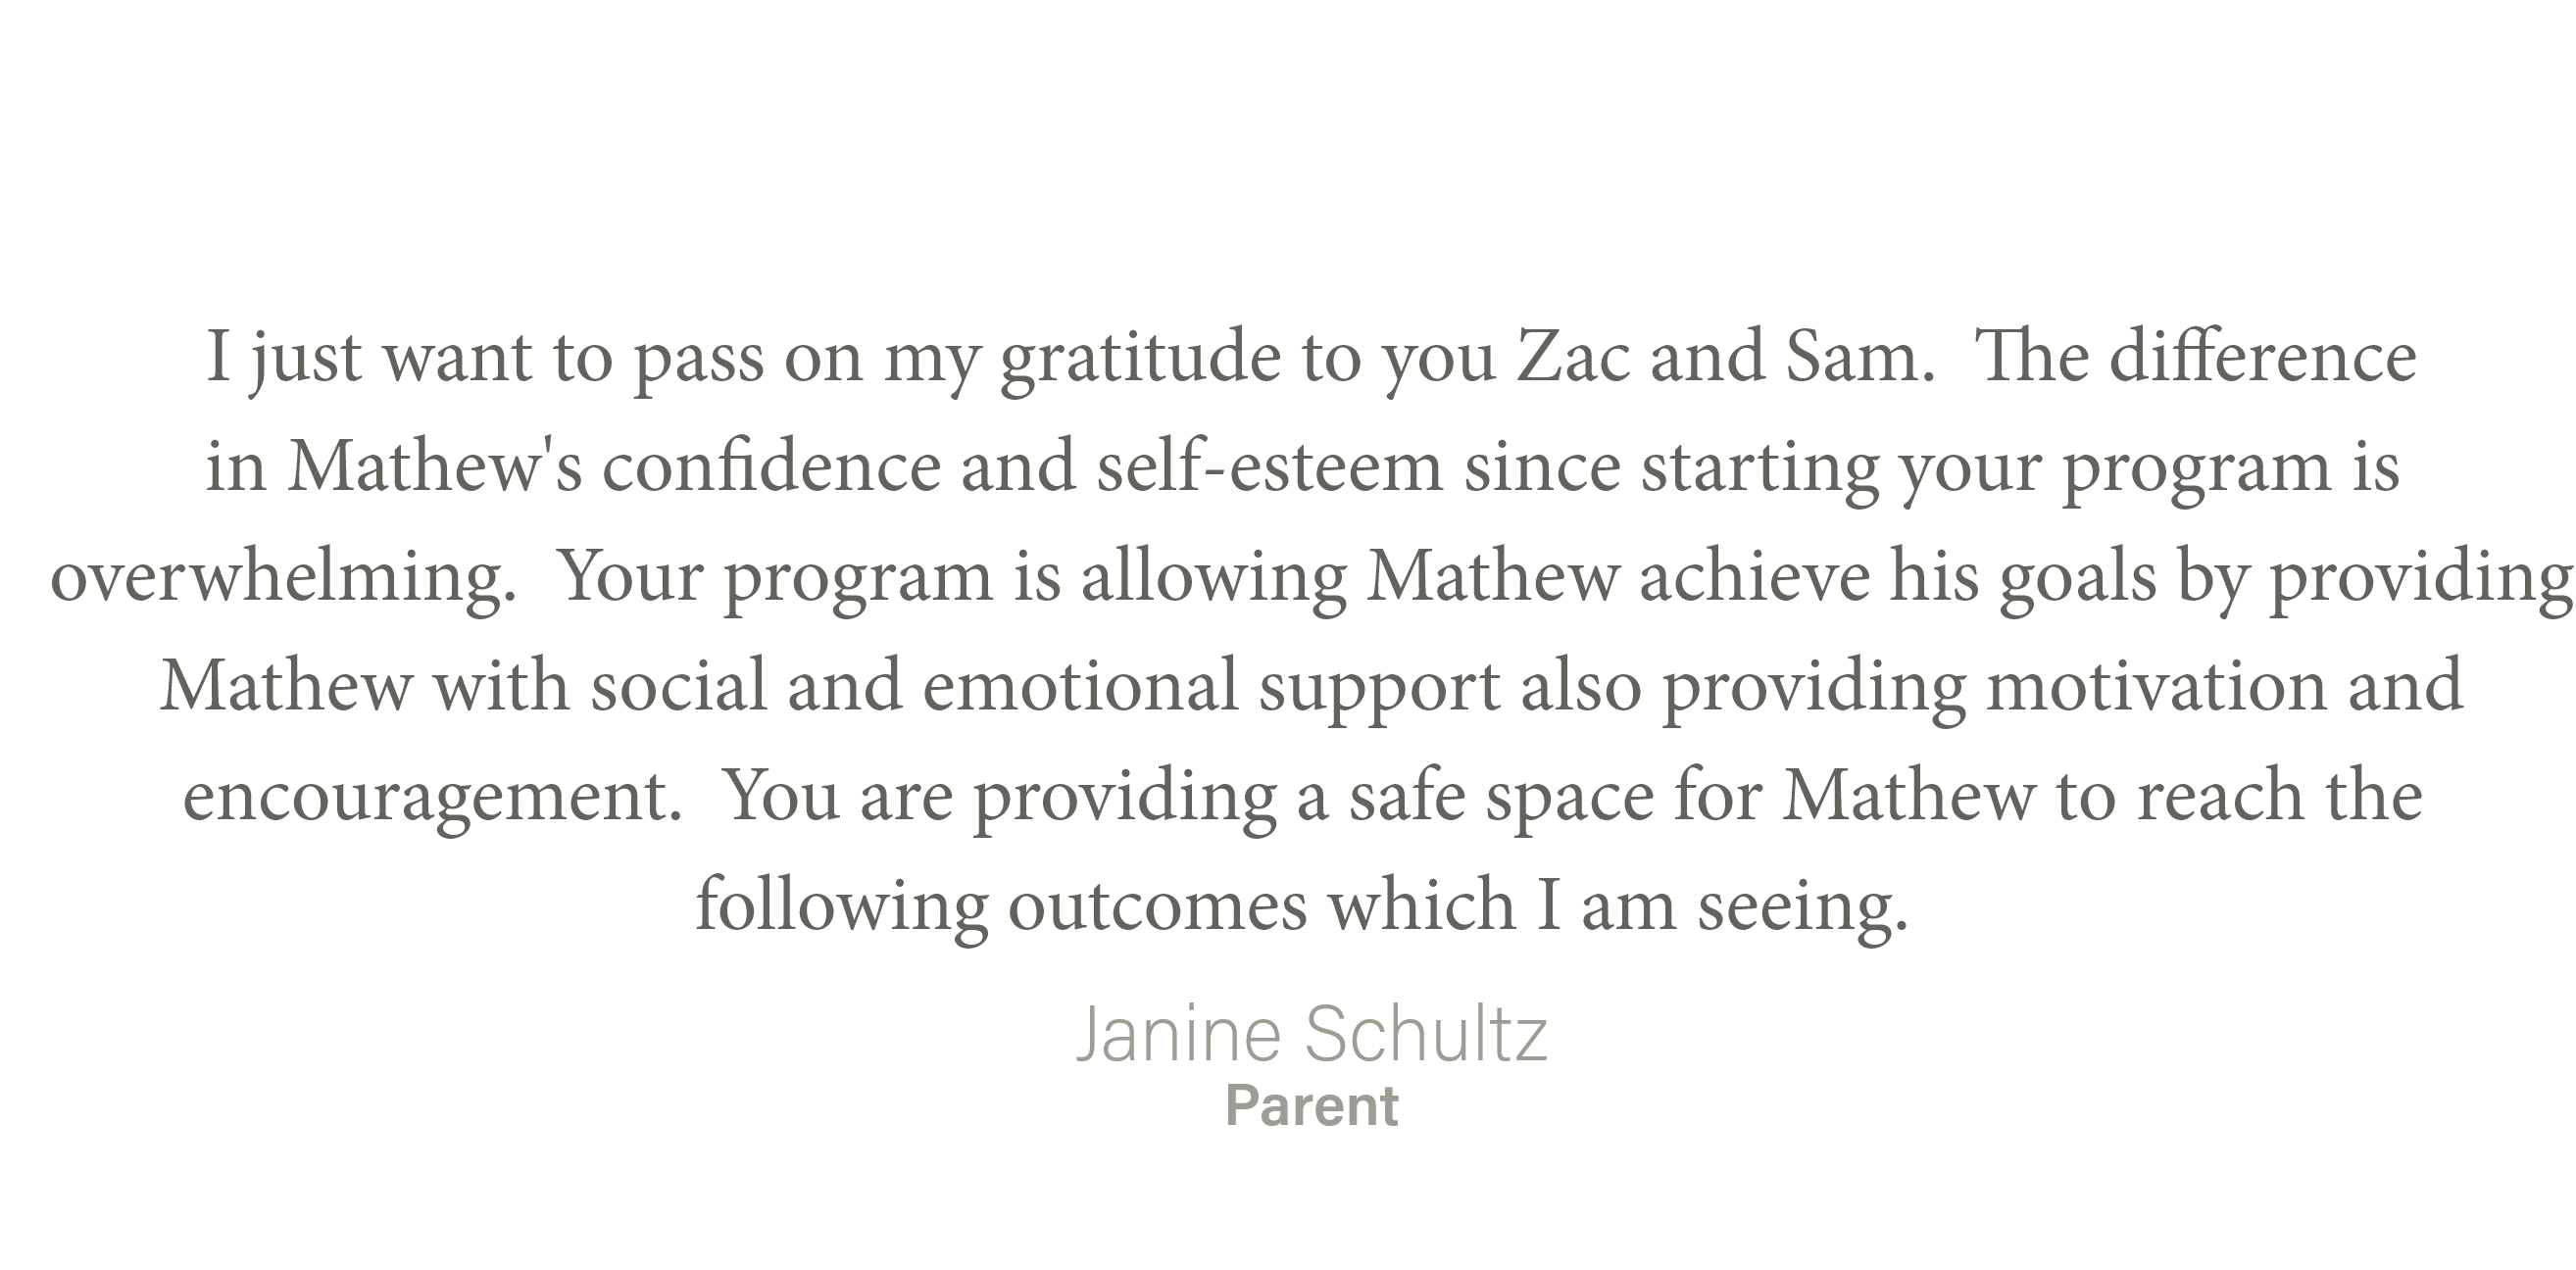 I just want to pass on my gratitude to you Zac and Sam.  The difference
in Mathew's confidence and self-esteem since starting your program is
overwhelming.  Your program is allowing Mathew achieve his goals by providing
Mathew with social and emotional support also providing motivation and
encouragement.  You are providing a safe space for Mathew to reach the
following outcomes which I am seeing.
Janine Schultz
Parent